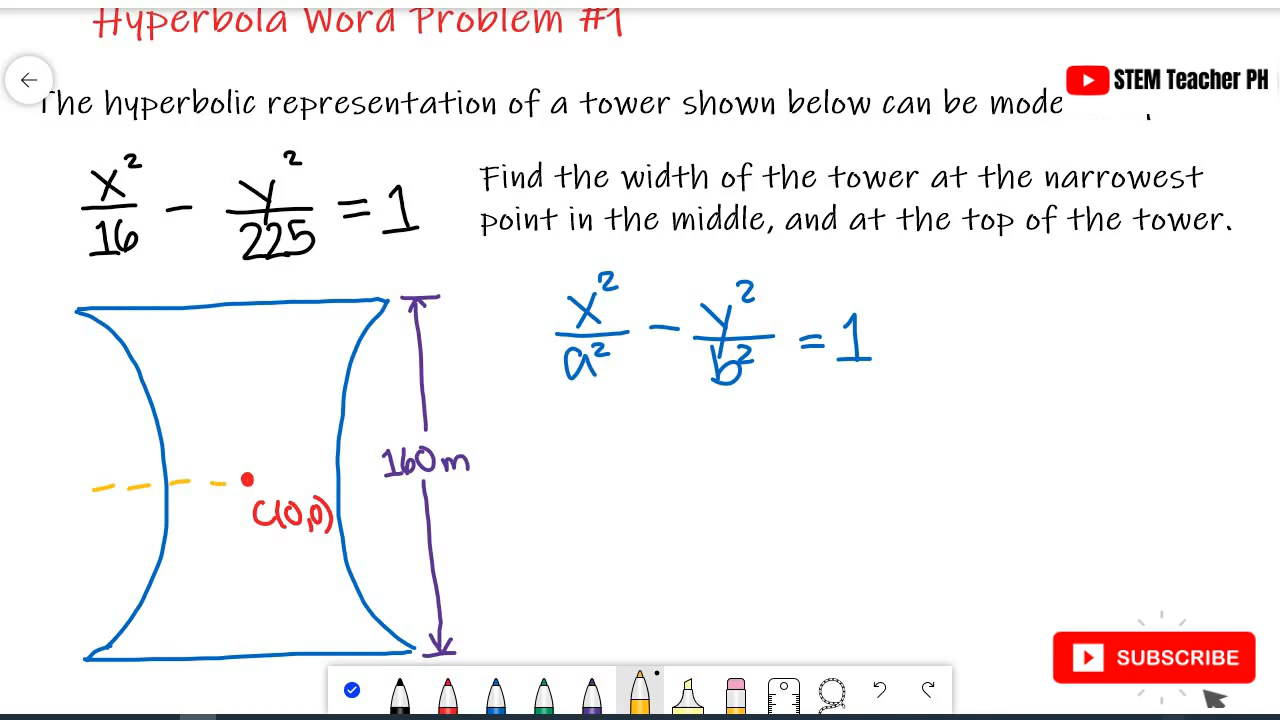 Hyperbola Word Problem #1
STEM Teacher PH
The hyperbolic representation of a tower shown below can be mode
x²/16 - y²/225 = 1
Find the width of the tower at the narrowest
point in the middle, and at the top of the tower.
x²/a² - y²/b² = 1
160m
C(0,0)
SUBSCRIBE